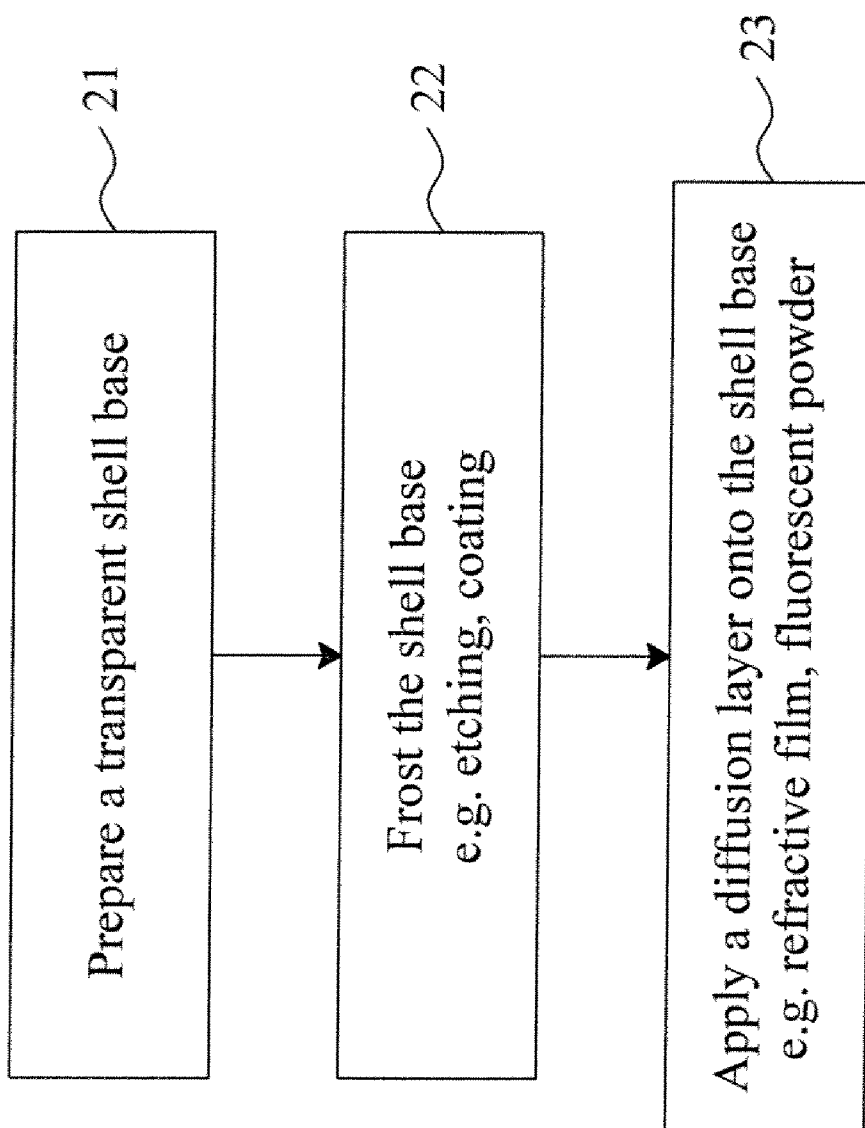 Prepare a transparent shell base
21
Frost the shell base
e.g. etching, coating
22
Apply a diffusion layer onto the shell base
e.g. refractive film, fluorescent powder
23